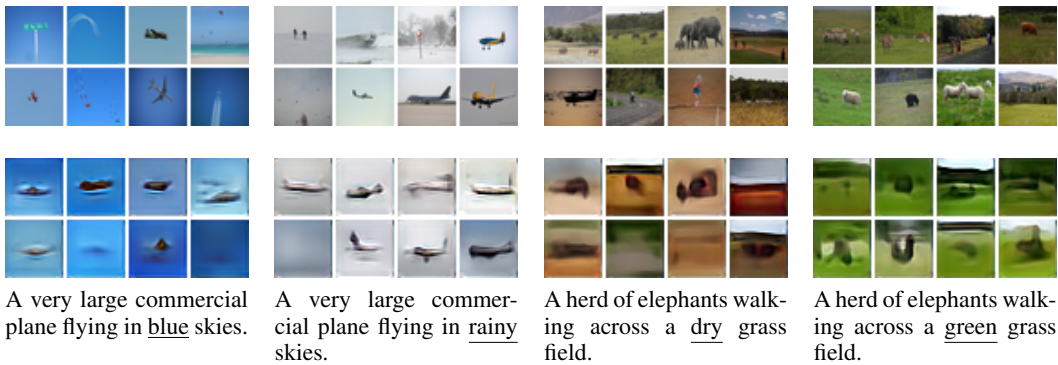 A very large commercial
plane flying in blue skies.
A very large commer-
cial plane flying in rainy
skies.
A herd of elephants walk-
ing across a dry grass
field.
A herd of elephants walk-
ing across a green grass
field.